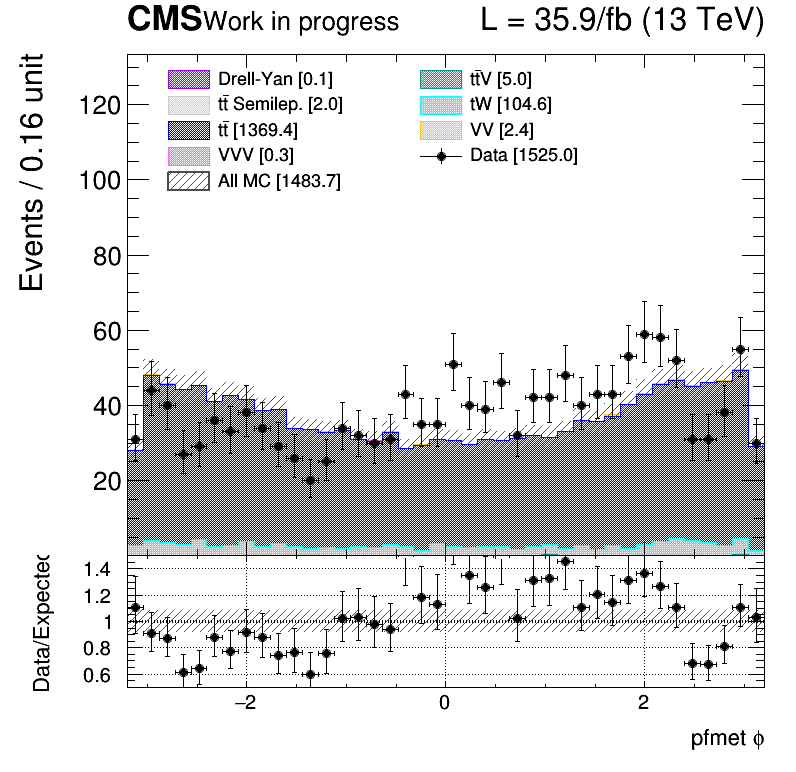 CMS Work in progress L = 35.9/fb (13 TeV)
Events / 0.16 unit
Drell-Yan [0.1]
tt̄ Semilep. [2.0]
tt̄ [1369.4]
VVV [0.3]
All MC [1483.7]
tt̄V [5.0]
tW [104.6]
VV [2.4]
Data [1525.0]
120
100
80
60
40
20
Data/Expected
1.4
1.2
1
0.8
0.6
−2 0 2
pfmet ϕ